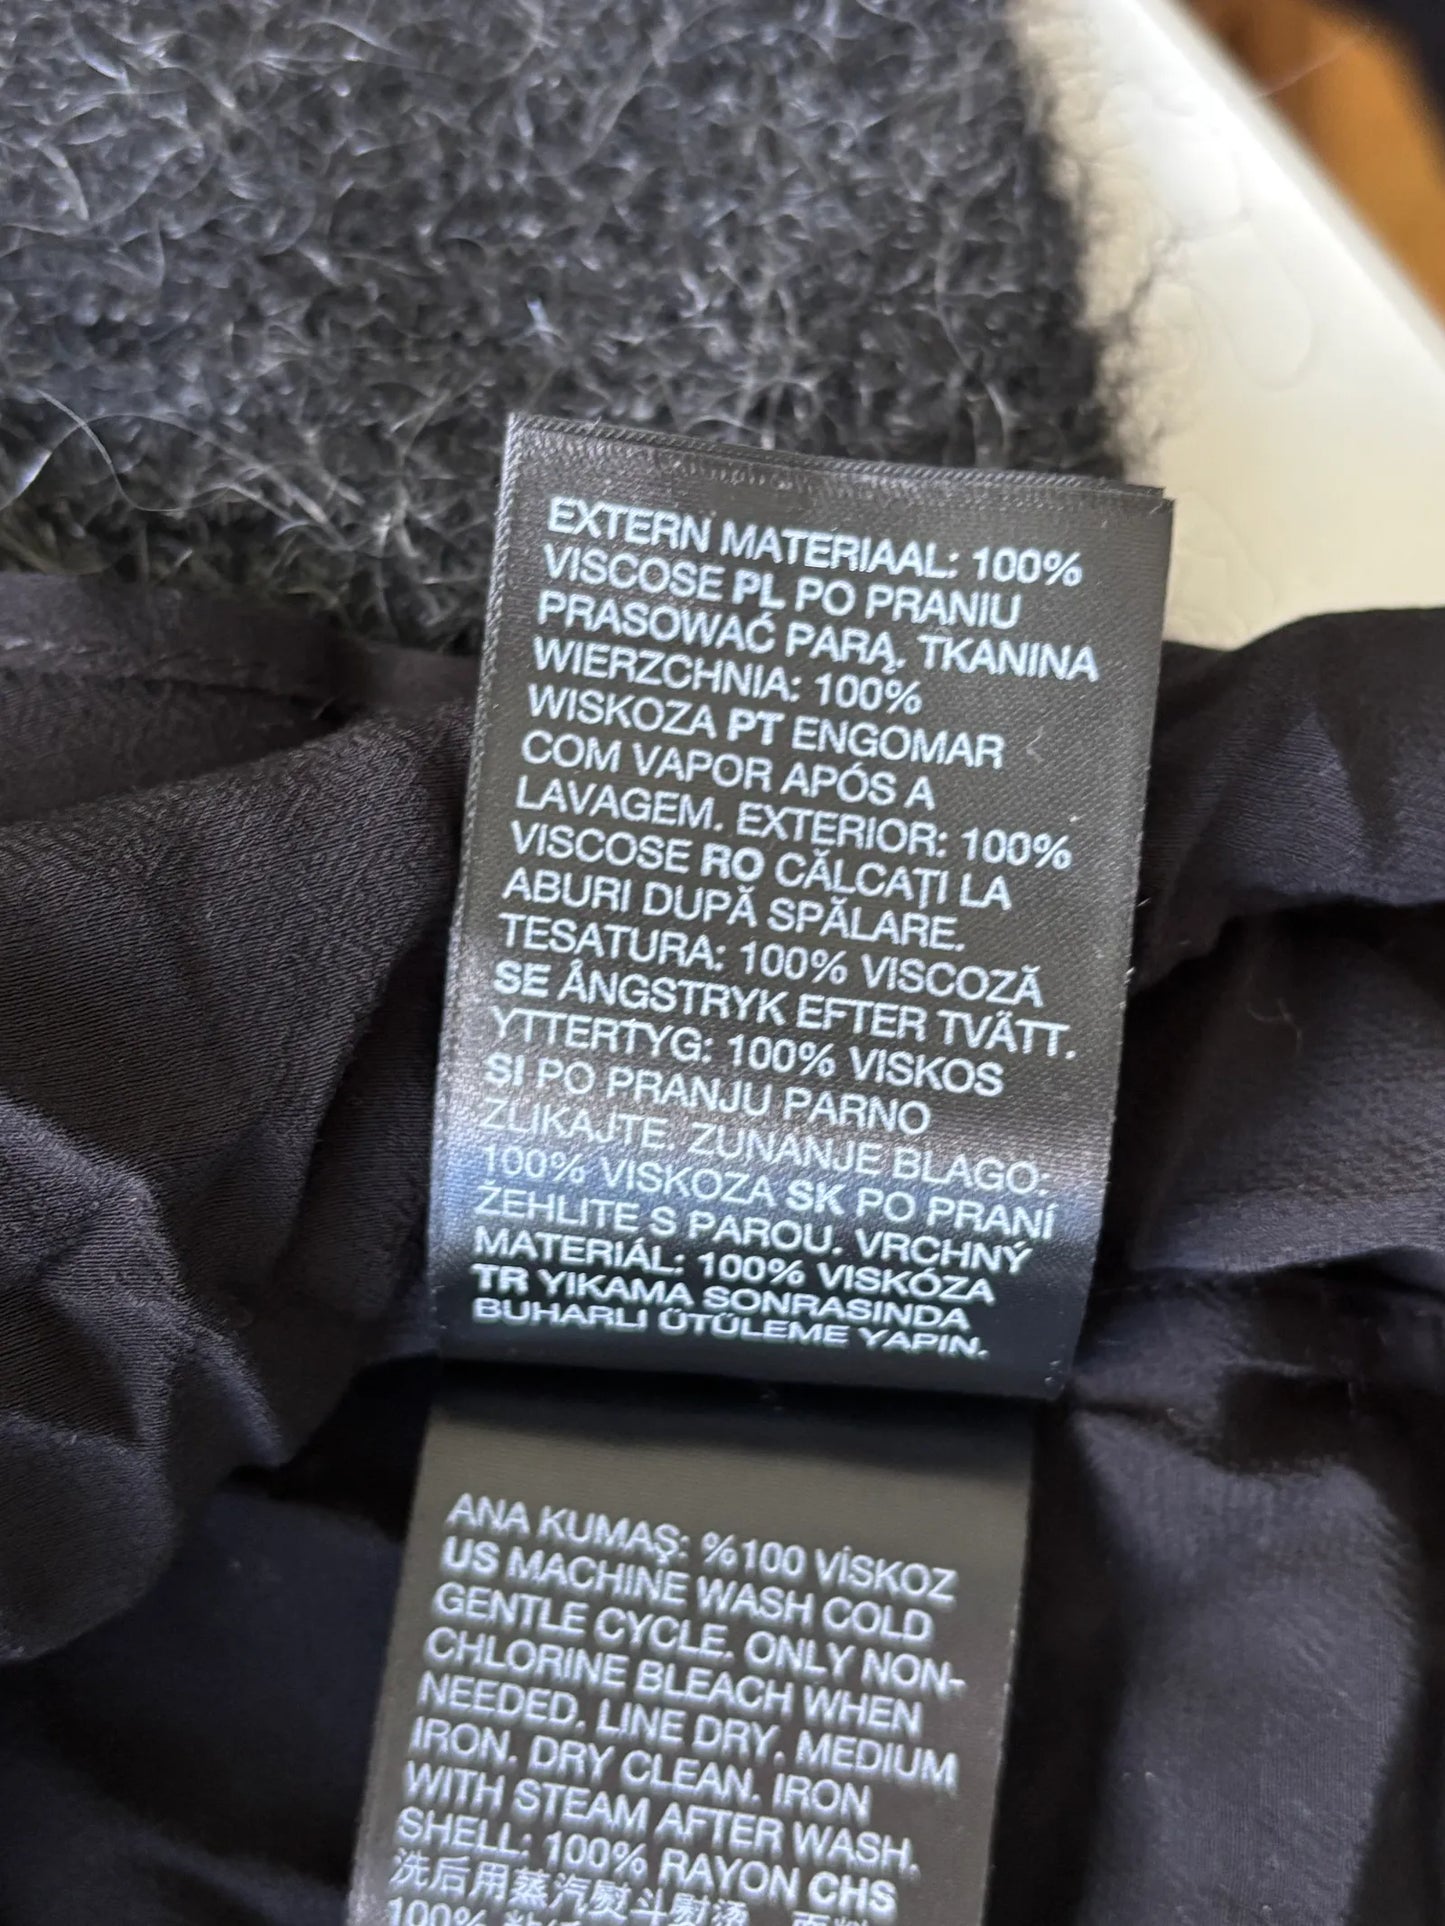 EXTERN MATERIAAL: 100%
VISCOSE PL PO PRANIU
PRASOWAĆ PARĄ. TKANINA
WIERZCHNIA: 100%
WISKOZA PT ENGOMAR
COM VAPOR APÓS A
LAVAGEM. EXTERIOR: 100%
VISCOSE RO CĂLCAȚI LA
ABURI DUPĂ SPĂLARE.
TESATURA: 100% VISCOZĂ
SE ÅNGSTRYK EFTER TVÄTT.
YTTERTYG: 100% VISKOS
SI PO PRANJU PARNO
ZLIKAJTE. ZUNANJE BLAGO:
100% VISKOZA SK PO PRANÍ
ŽEHLITE S PAROU. VRCHNÝ
MATERIÁL: 100% VISKÓZA
TR YIKAMA SONRASINDA
BUHARLI ÜTÜLEME YAPIN.
ANA KUMAŞ: %100 VİSKOZ
US MACHINE WASH COLD
GENTLE CYCLE. ONLY NON-
CHLORINE BLEACH WHEN
NEEDED. LINE DRY. MEDIUM
IRON. DRY CLEAN. IRON
WITH STEAM AFTER WASH.
SHELL: 100% RAYON CHS
洗后用蒸汽熨斗熨烫。面料
100%